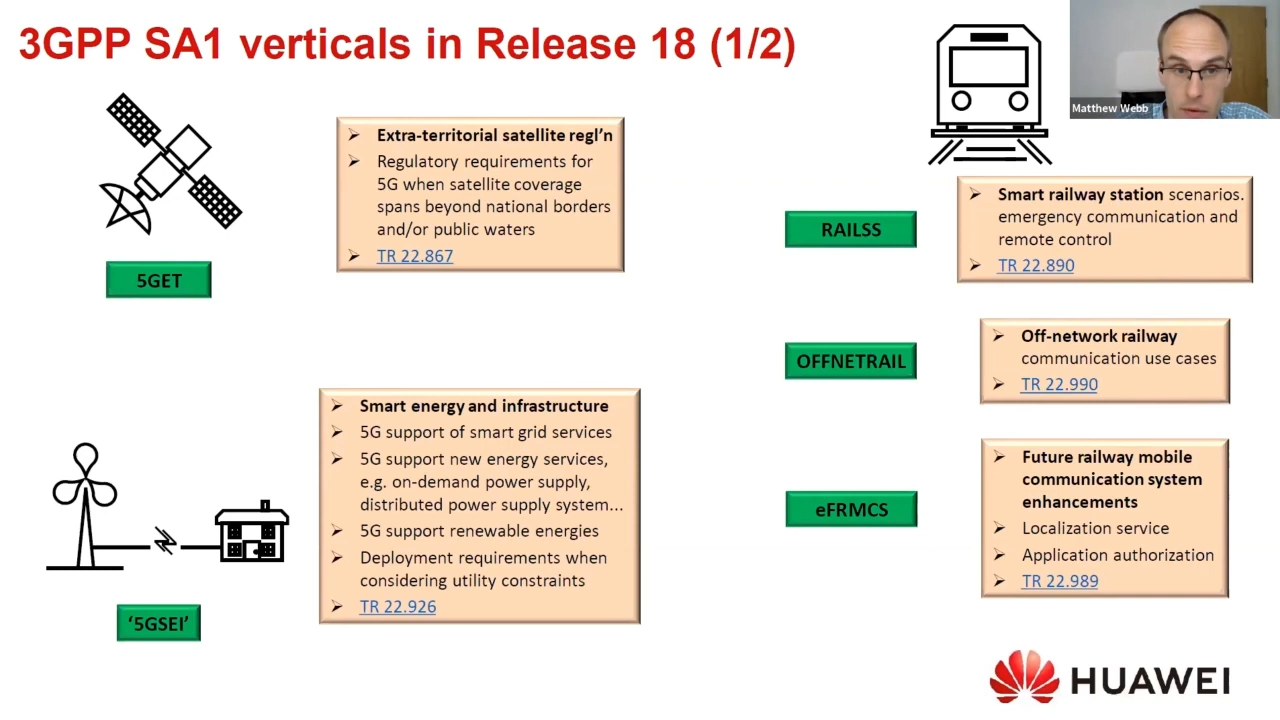 3GPP SA1 verticals in Release 18 (1/2)
Matthew Webb
Extra-territorial satellite regl’n
Regulatory requirements for
5G when satellite coverage
spans beyond national borders
and/or public waters
TR 22.867
5GET
Smart energy and infrastructure
5G support of smart grid services
5G support new energy services,
e.g. on-demand power supply,
distributed power supply system...
5G support renewable energies
Deployment requirements when
considering utility constraints
TR 22.926
‘5GSEI’
RAILSS
Smart railway station scenarios.
emergency communication and
remote control
TR 22.890
OFFNETRAIL
Off-network railway
communication use cases
TR 22.990
eFRMCS
Future railway mobile
communication system
enhancements
Localization service
Application authorization
TR 22.989
HUAWEI